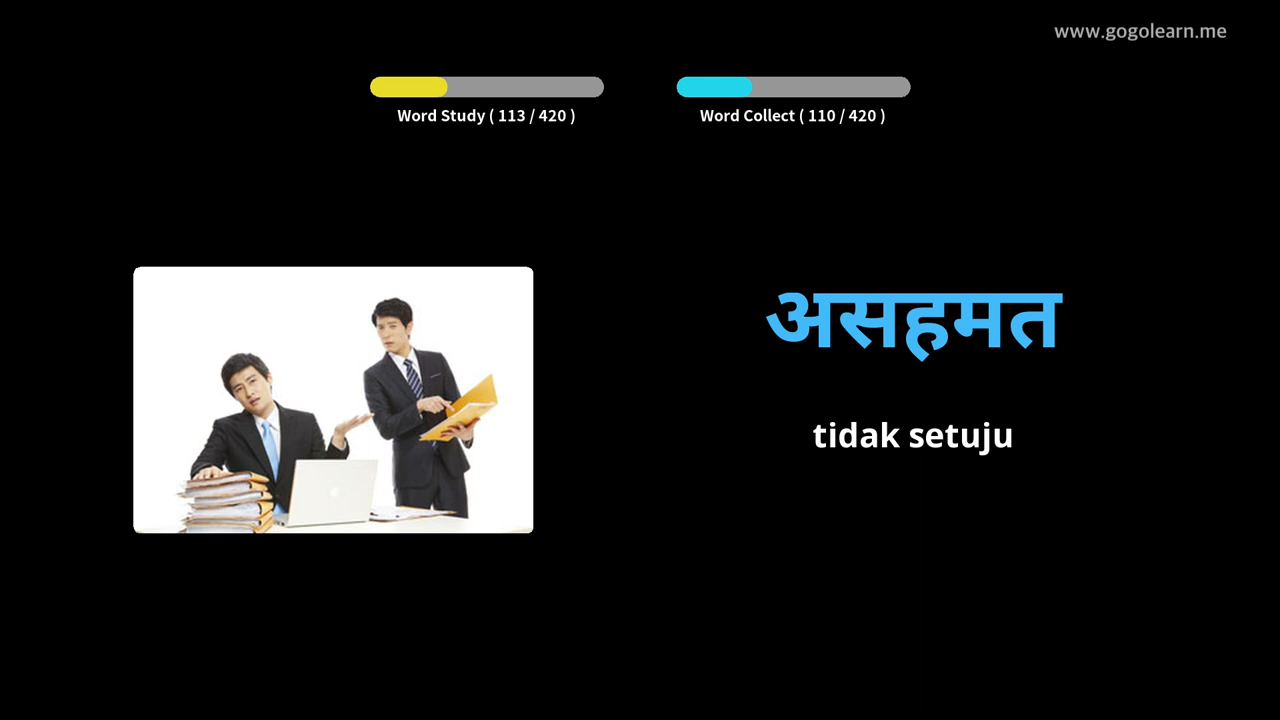 www.gogolearn.me
Word Study ( 113 / 420 )
Word Collect ( 110 / 420 )
असहमत
tidak setuju